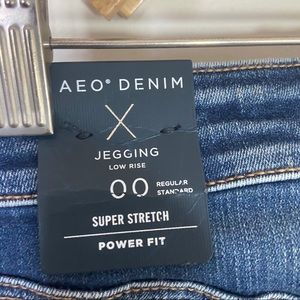 AEO® DENIM
X
JEGGING
LOW RISE
00 REGULAR
STANDARD
SUPER STRETCH
POWER FIT